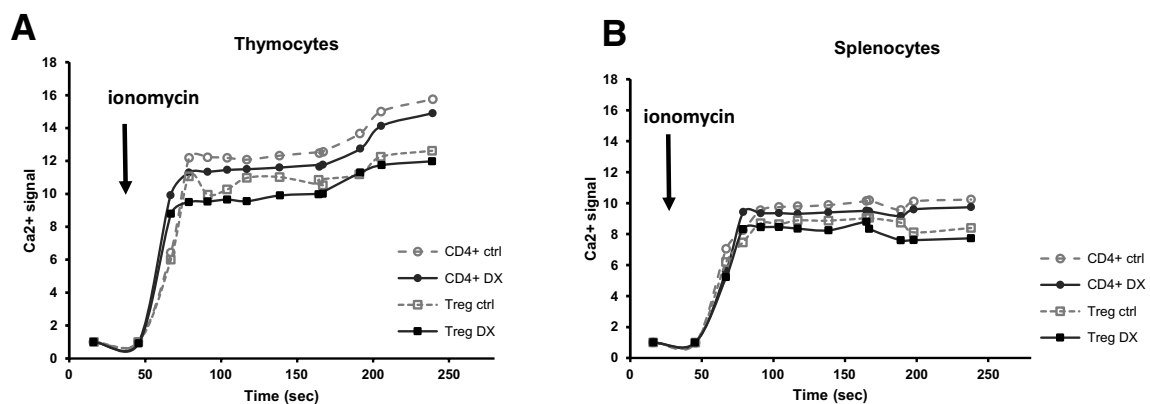 A
Thymocytes
18
16
14
12
10
8
6
4
2
0
Ca2+ signal
ionomycin
CD4+ ctrl
CD4+ DX
Treg ctrl
Treg DX
0 50 100 150 200 250
Time (sec)
B
Splenocytes
18
16
14
12
10
8
6
4
2
0
Ca2+ signal
ionomycin
CD4+ ctrl
CD4+ DX
Treg ctrl
Treg DX
0 50 100 150 200 250
Time (sec)